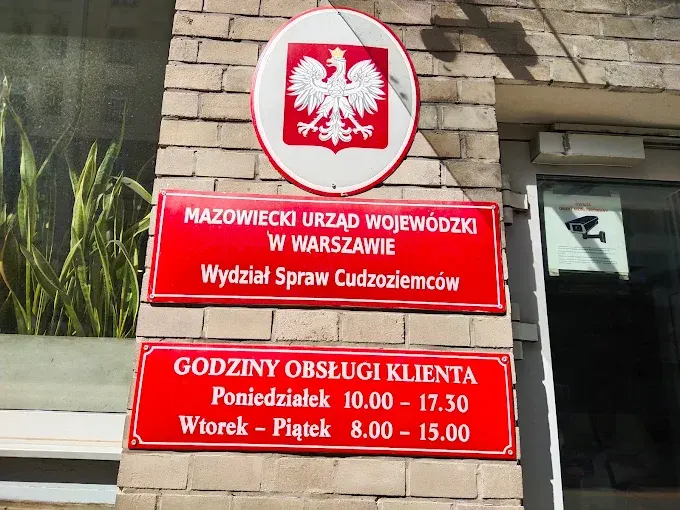 MAZOWIECKI URZĄD WOJEWÓDZKI
W WARSZAWIE
Wydział Spraw Cudzoziemców
GODZINY OBSŁUGI KLIENTA
Poniedziałek 10.00 – 17.30
Wtorek – Piątek 8.00 – 15.00